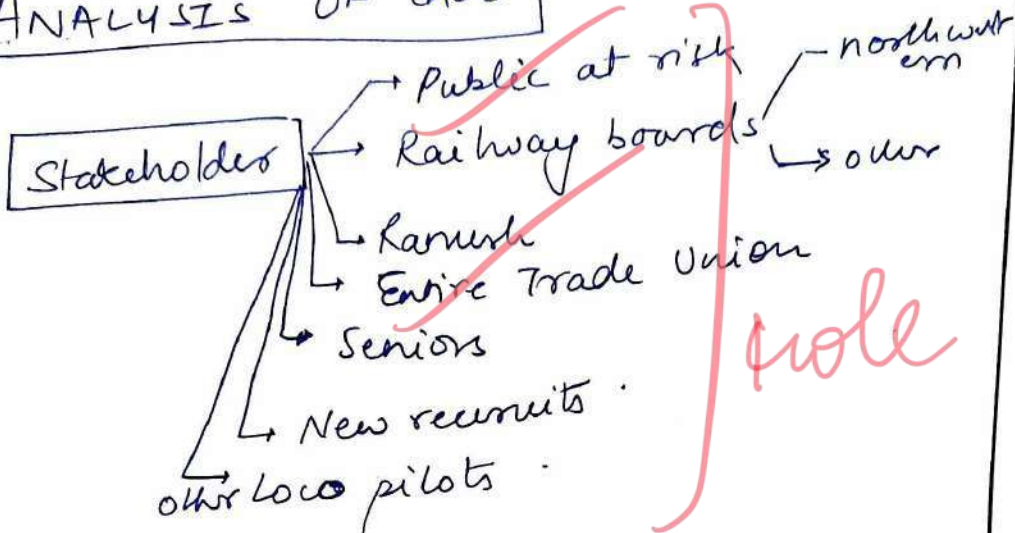 ANALYSIS OF
Public at risk
northwestern
Railway boards
other
Stakeholder
Ramesh
Entire Trade Union
Seniors
role
New recruits .
other Loco pilots .